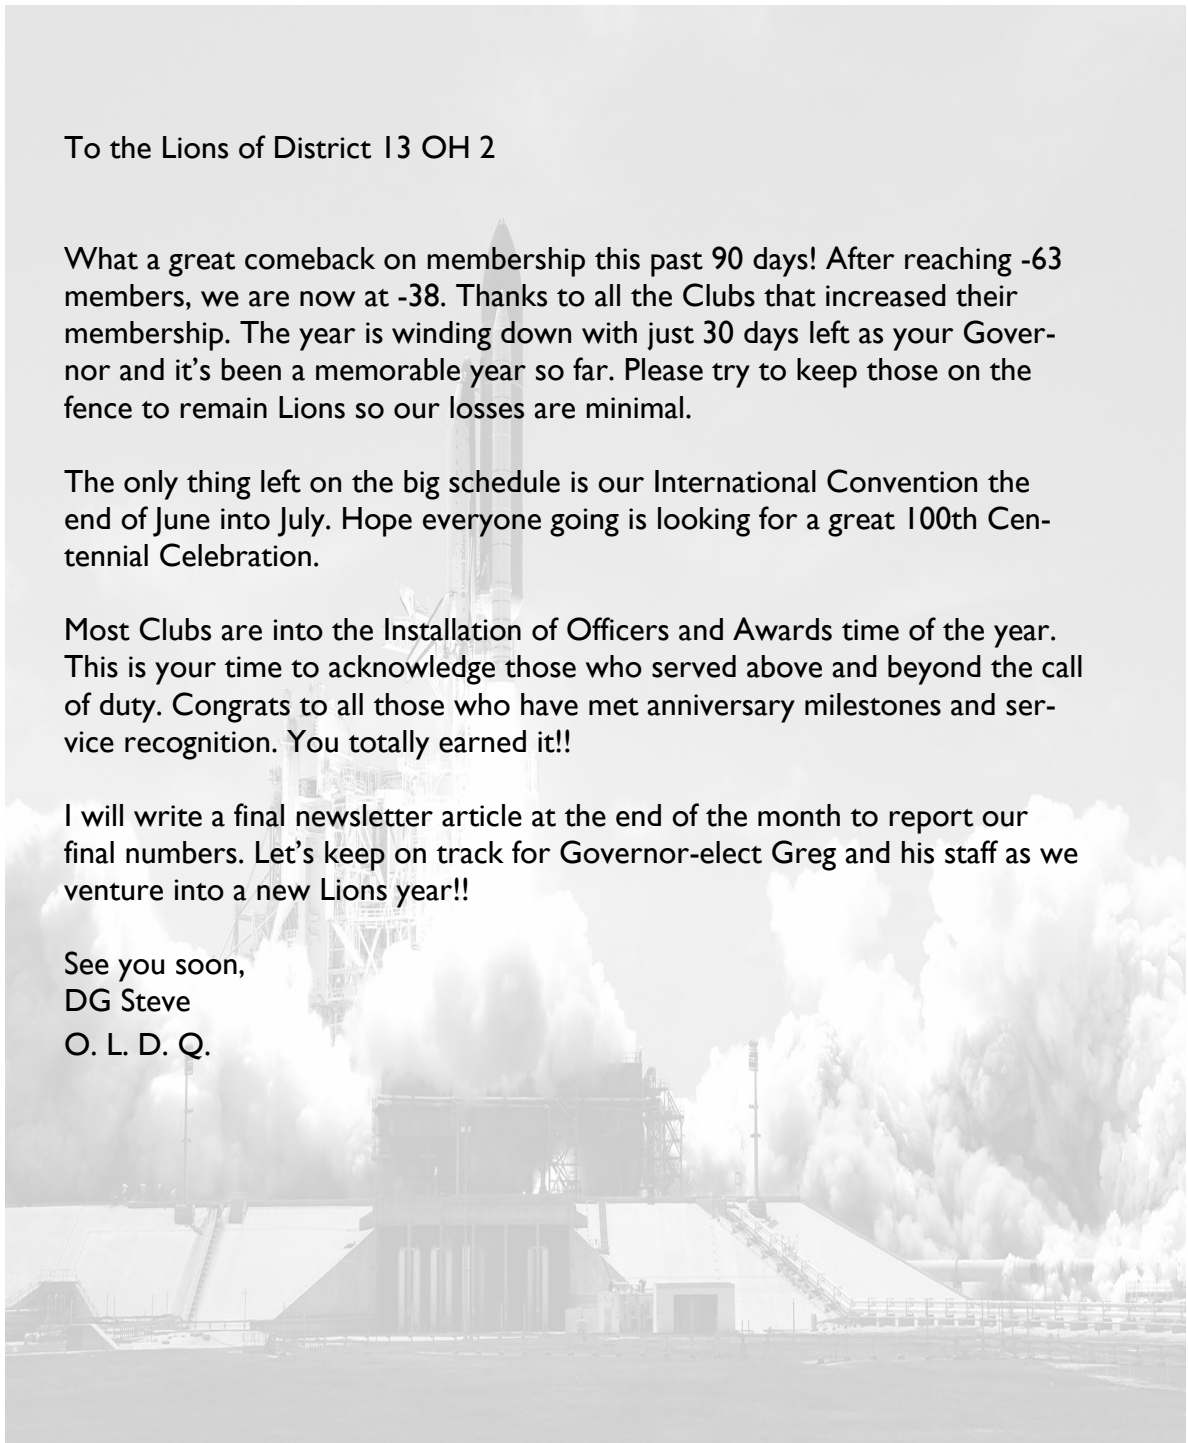 To the Lions of District 13 OH 2
What a great comeback on membership this past 90 days! After reaching -63
members, we are now at -38. Thanks to all the Clubs that increased their
membership. The year is winding down with just 30 days left as your Gover-
nor and it's been a memorable year so far. Please try to keep those on the
fence to remain Lions so our losses are minimal.
The only thing left on the big schedule is our International Convention the
end of June into July. Hope everyone going is looking for a great 100th Cen-
tennial Celebration.
Most Clubs are into the Installation of Officers and Awards time of the year.
This is your time to acknowledge those who served above and beyond the call
of duty. Congrats to all those who have met anniversary milestones and ser-
vice recognition. You totally earned it!!
I will write a final newsletter article at the end of the month to report our
final numbers. Let's keep on track for Governor-elect Greg and his staff as we
venture into a new Lions year!!
See you soon,
DG Steve
O. L. D. Q.